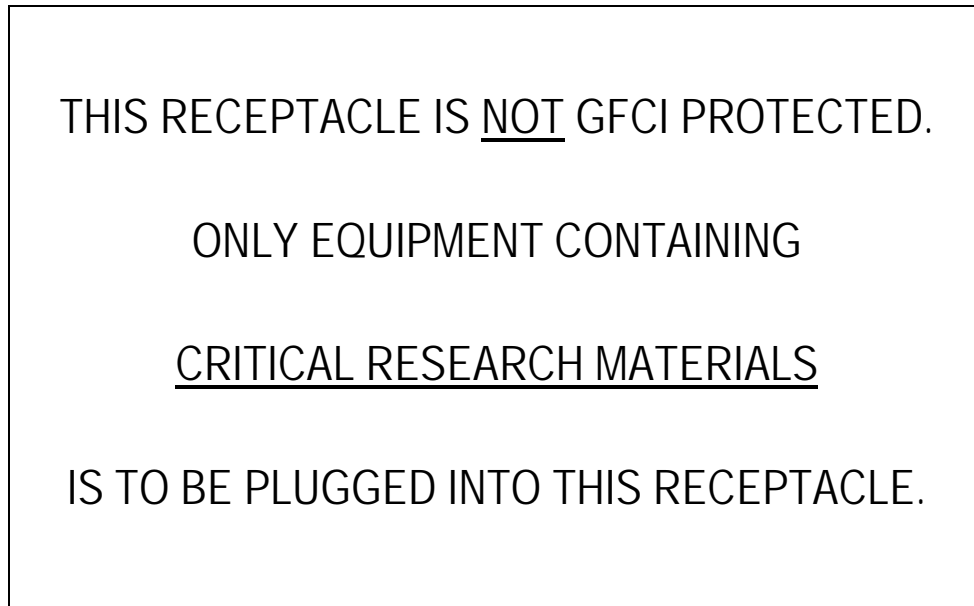 THIS RECEPTACLE IS NOT GFCI PROTECTED.
ONLY EQUIPMENT CONTAINING
CRITICAL RESEARCH MATERIALS
IS TO BE PLUGGED INTO THIS RECEPTACLE.